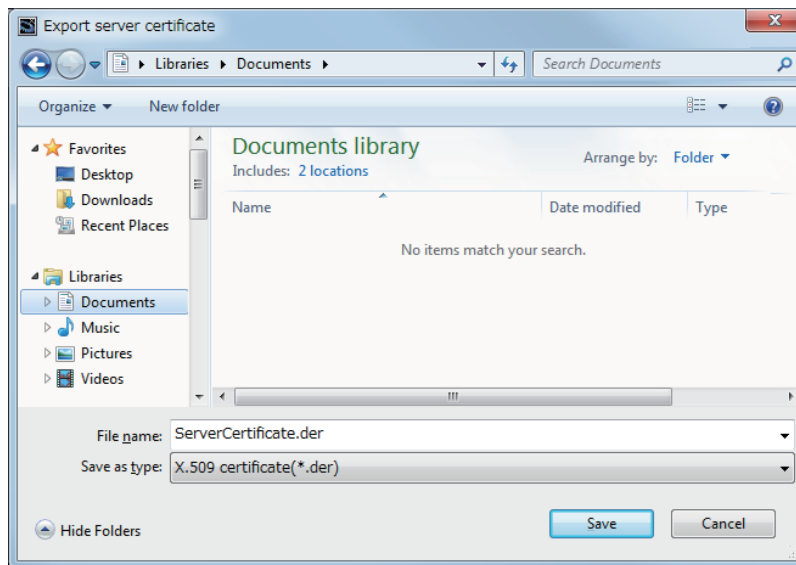 Export server certificate
Libraries Documents
Search Documents
Organize New folder
Favorites
Desktop
Downloads
Recent Places
Libraries
Documents
Music
Pictures
Videos
Documents library
Includes: 2 locations
Arrange by: Folder
Name Date modified Type
No items match your search.
File name: ServerCertificate.der
Save as type: X.509 certificate(*.der)
Hide Folders
Save Cancel